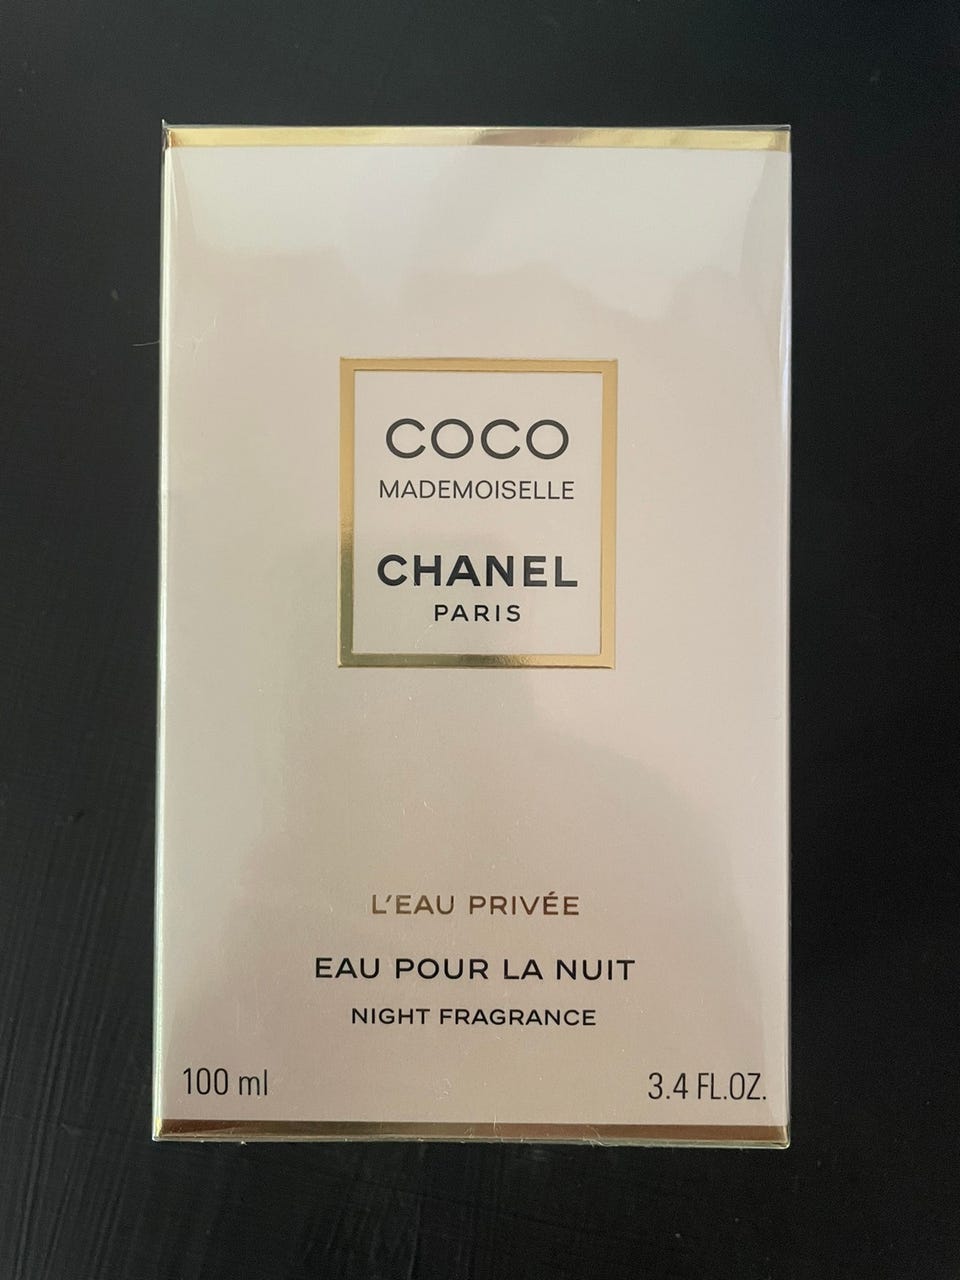 COCO
MADEMOISELLE
CHANEL
PARIS
L'EAU PRIVÉE
EAU POUR LA NUIT
NIGHT FRAGRANCE
100 ml 3.4 FL.OZ.